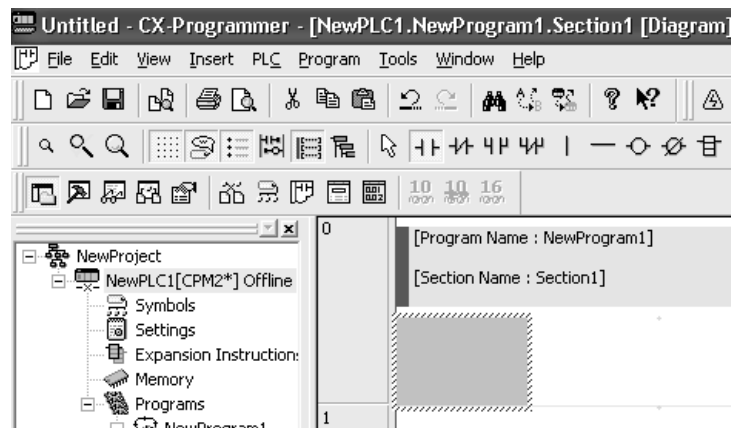 Untitled - CX-Programmer - [NewPLC1.NewProgram1.Section1 [Diagram]
File Edit View Insert PLC Program Tools Window Help
10 10 16
0
[Program Name : NewProgram1]
[Section Name : Section1]
NewProject
NewPLC1[CPM2*] Offline
Symbols
Settings
Expansion Instruction:
Memory
Programs
NewProgram1
1